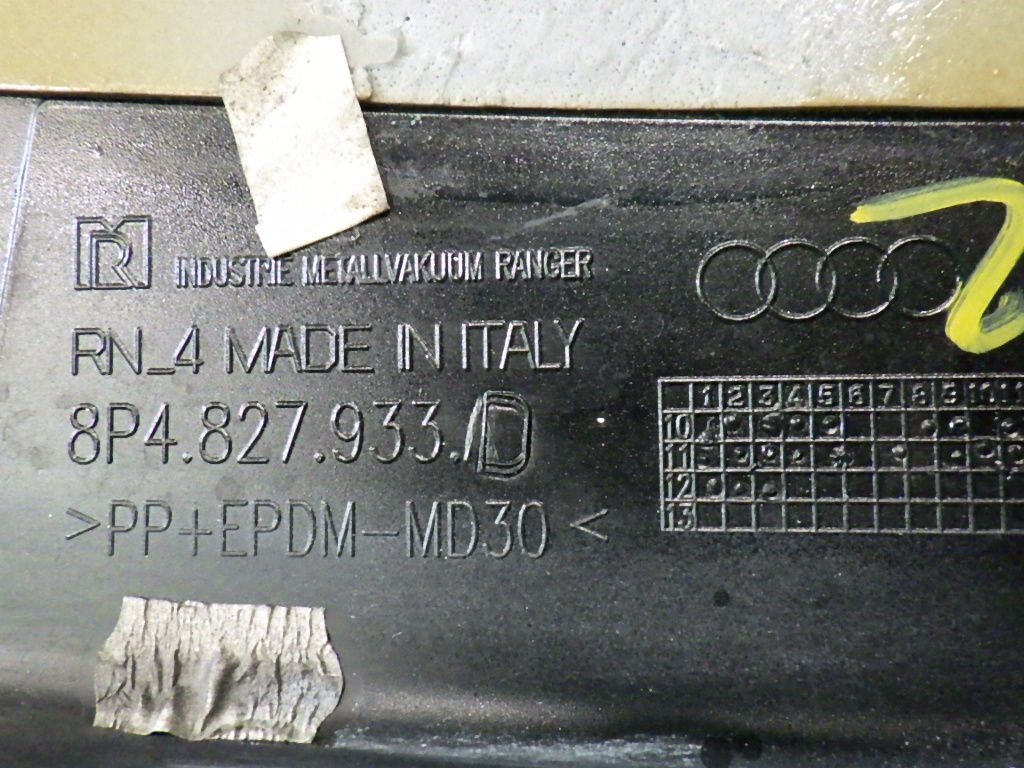 INDUSTRIE METALLVAKUUM RANGER
RN_4 MADE IN ITALY
8P4.827.933./D
>PP+EPDM-MD30<
1 2 3 4 5 6 7 8 9 10 11
10
11
12
13